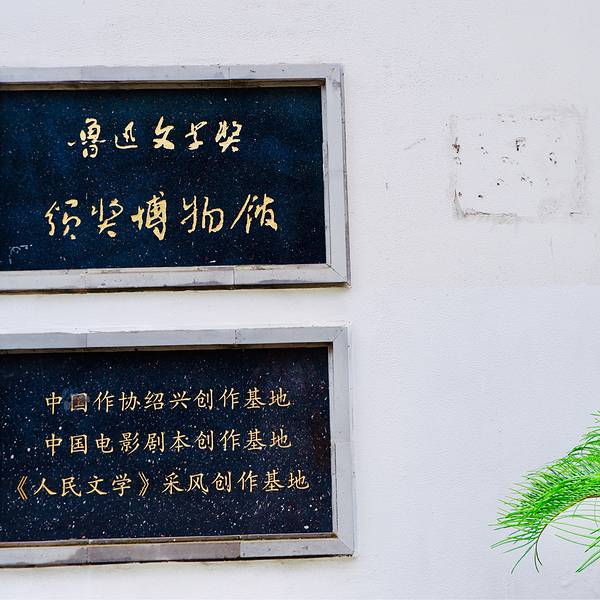 鲁迅文学奖
颁奖博物馆
中国作协绍兴创作基地
中国电影剧本创作基地
《人民文学》采风创作基地